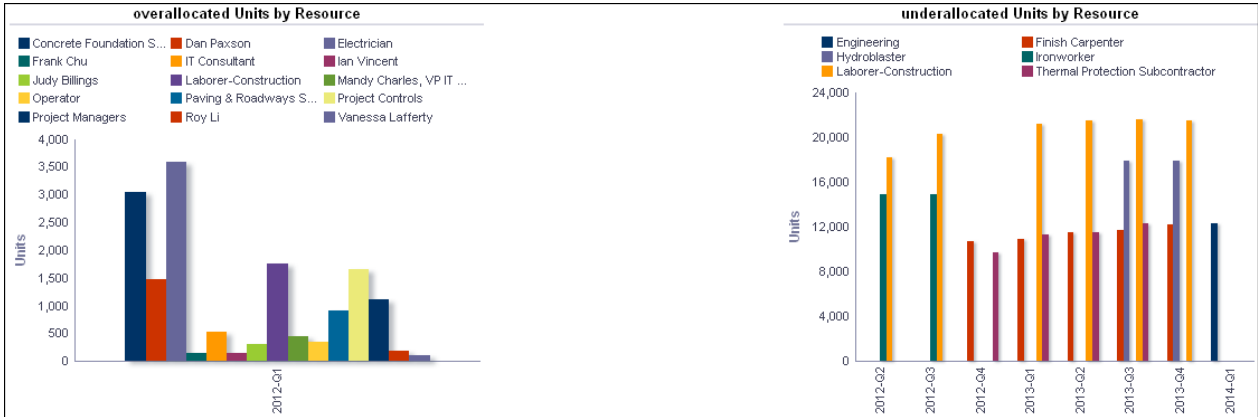 overallocated Units by Resource
Concrete Foundation S... Dan Paxson Electrician
Frank Chu IT Consultant Ian Vincent
Judy Billings Laborer-Construction Mandy Charles, VP IT ...
Operator Paving & Roadways S... Project Controls
Project Managers Roy Li Vanessa Lafferty
4,000
3,500
3,000
2,500
2,000
1,500
1,000
500
0
Units
2012-Q1
underallocated Units by Resource
Engineering Finish Carpenter
Hydroblaster Ironworker
Laborer-Construction Thermal Protection Subcontractor
24,000
20,000
16,000
12,000
8,000
4,000
0
Units
2012-Q2
2012-Q3
2012-Q4
2013-Q1
2013-Q2
2013-Q3
2013-Q4
2014-Q1